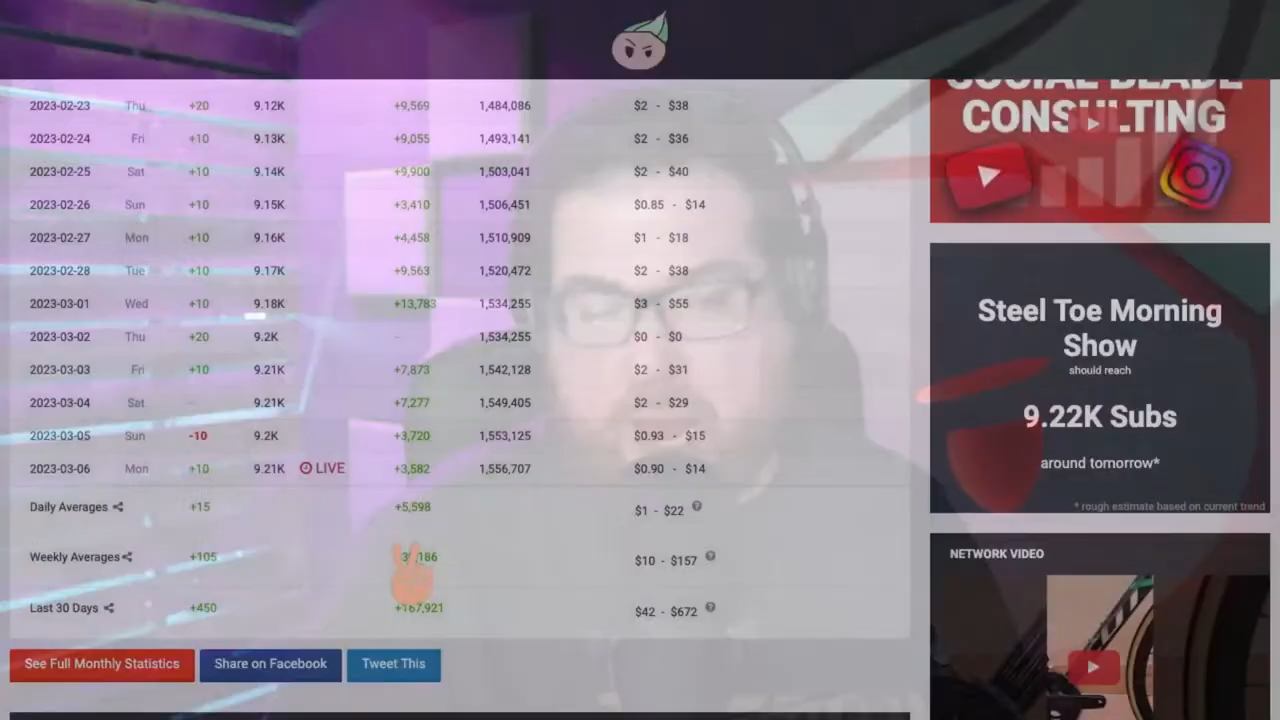 2023-02-23 Thu +20 9.12K +9,569 1,484,086 $2 - $38
2023-02-24 Fri +10 9.13K +9,055 1,493,141 $2 - $36
2023-02-25 Sat +10 9.14K +9,900 1,503,041 $2 - $40
2023-02-26 Sun +10 9.15K +3,410 1,506,451 $0.85 - $14
2023-02-27 Mon +10 9.16K +4,458 1,510,909 $1 - $18
2023-02-28 Tue +10 9.17K +9,563 1,520,472 $2 - $38
2023-03-01 Wed +10 9.18K +13,783 1,534,255 $3 - $55
2023-03-02 Thu +20 9.2K - 1,534,255 $0 - $0
2023-03-03 Fri +10 9.21K +7,873 1,542,128 $2 - $31
2023-03-04 Sat - 9.21K +7,277 1,549,405 $2 - $29
2023-03-05 Sun -10 9.2K +3,720 1,553,125 $0.93 - $15
2023-03-06 Mon +10 9.21K LIVE +3,582 1,556,707 $0.90 - $14
Daily Averages +15 +5,598 $1 - $22
Weekly Averages +105 $10 - $157
Last 30 Days +450 +167,921 $42 - $672
See Full Monthly Statistics
Share on Facebook
Tweet This
SOCIAL BLADE
CONSULTING
Steel Toe Morning
Show
should reach
9.22K Subs
around tomorrow*
* rough estimate based on current trend
NETWORK VIDEO